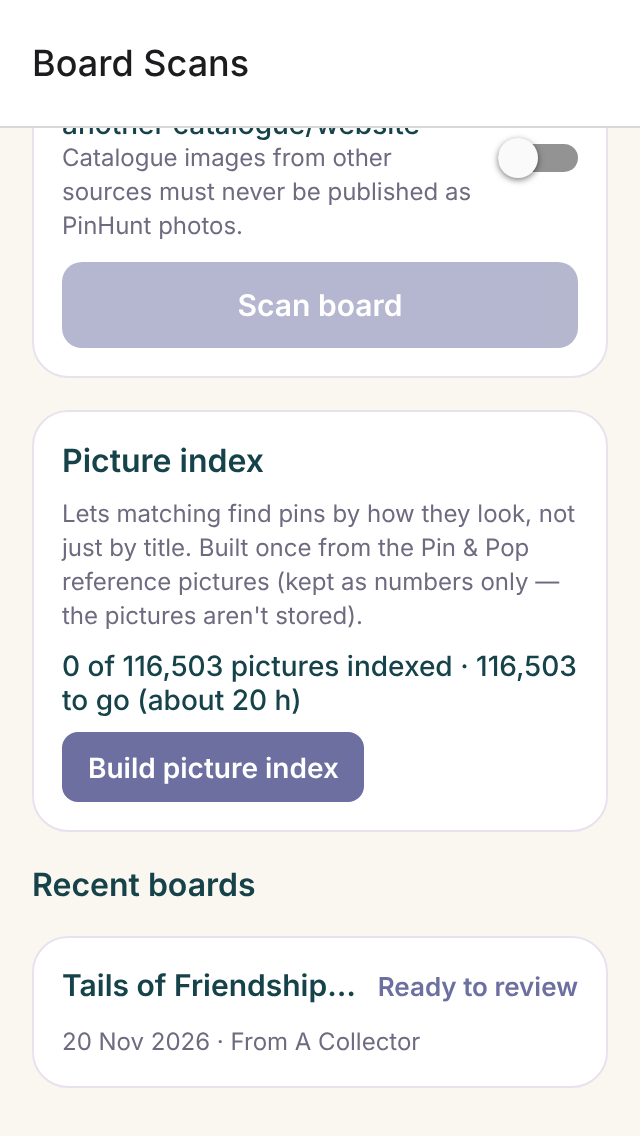 Board Scans
another catalogue/website
Catalogue images from other
sources must never be published as
PinHunt photos.
Scan board
Picture index
Lets matching find pins by how they look, not
just by title. Built once from the Pin & Pop
reference pictures (kept as numbers only —
the pictures aren't stored).
0 of 116,503 pictures indexed · 116,503
to go (about 20 h)
Build picture index
Recent boards
Tails of Friendship... Ready to review
20 Nov 2026 · From A Collector